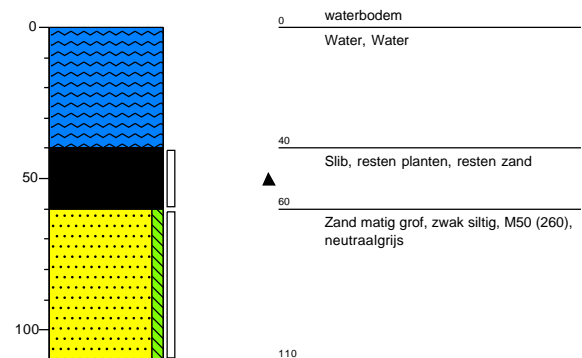 0
50
100
0
waterbodem
Water, Water
40
Slib, resten planten, resten zand
60
Zand matig grof, zwak siltig, M50 (260),
neutraalgrijs
110